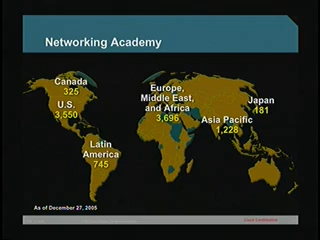 Networking Academy
Canada
325
U.S.
3,550
Europe,
Middle East,
and Africa
3,696
Japan
181
Asia Pacific
1,228
Latin
America
745
As of December 27, 2005